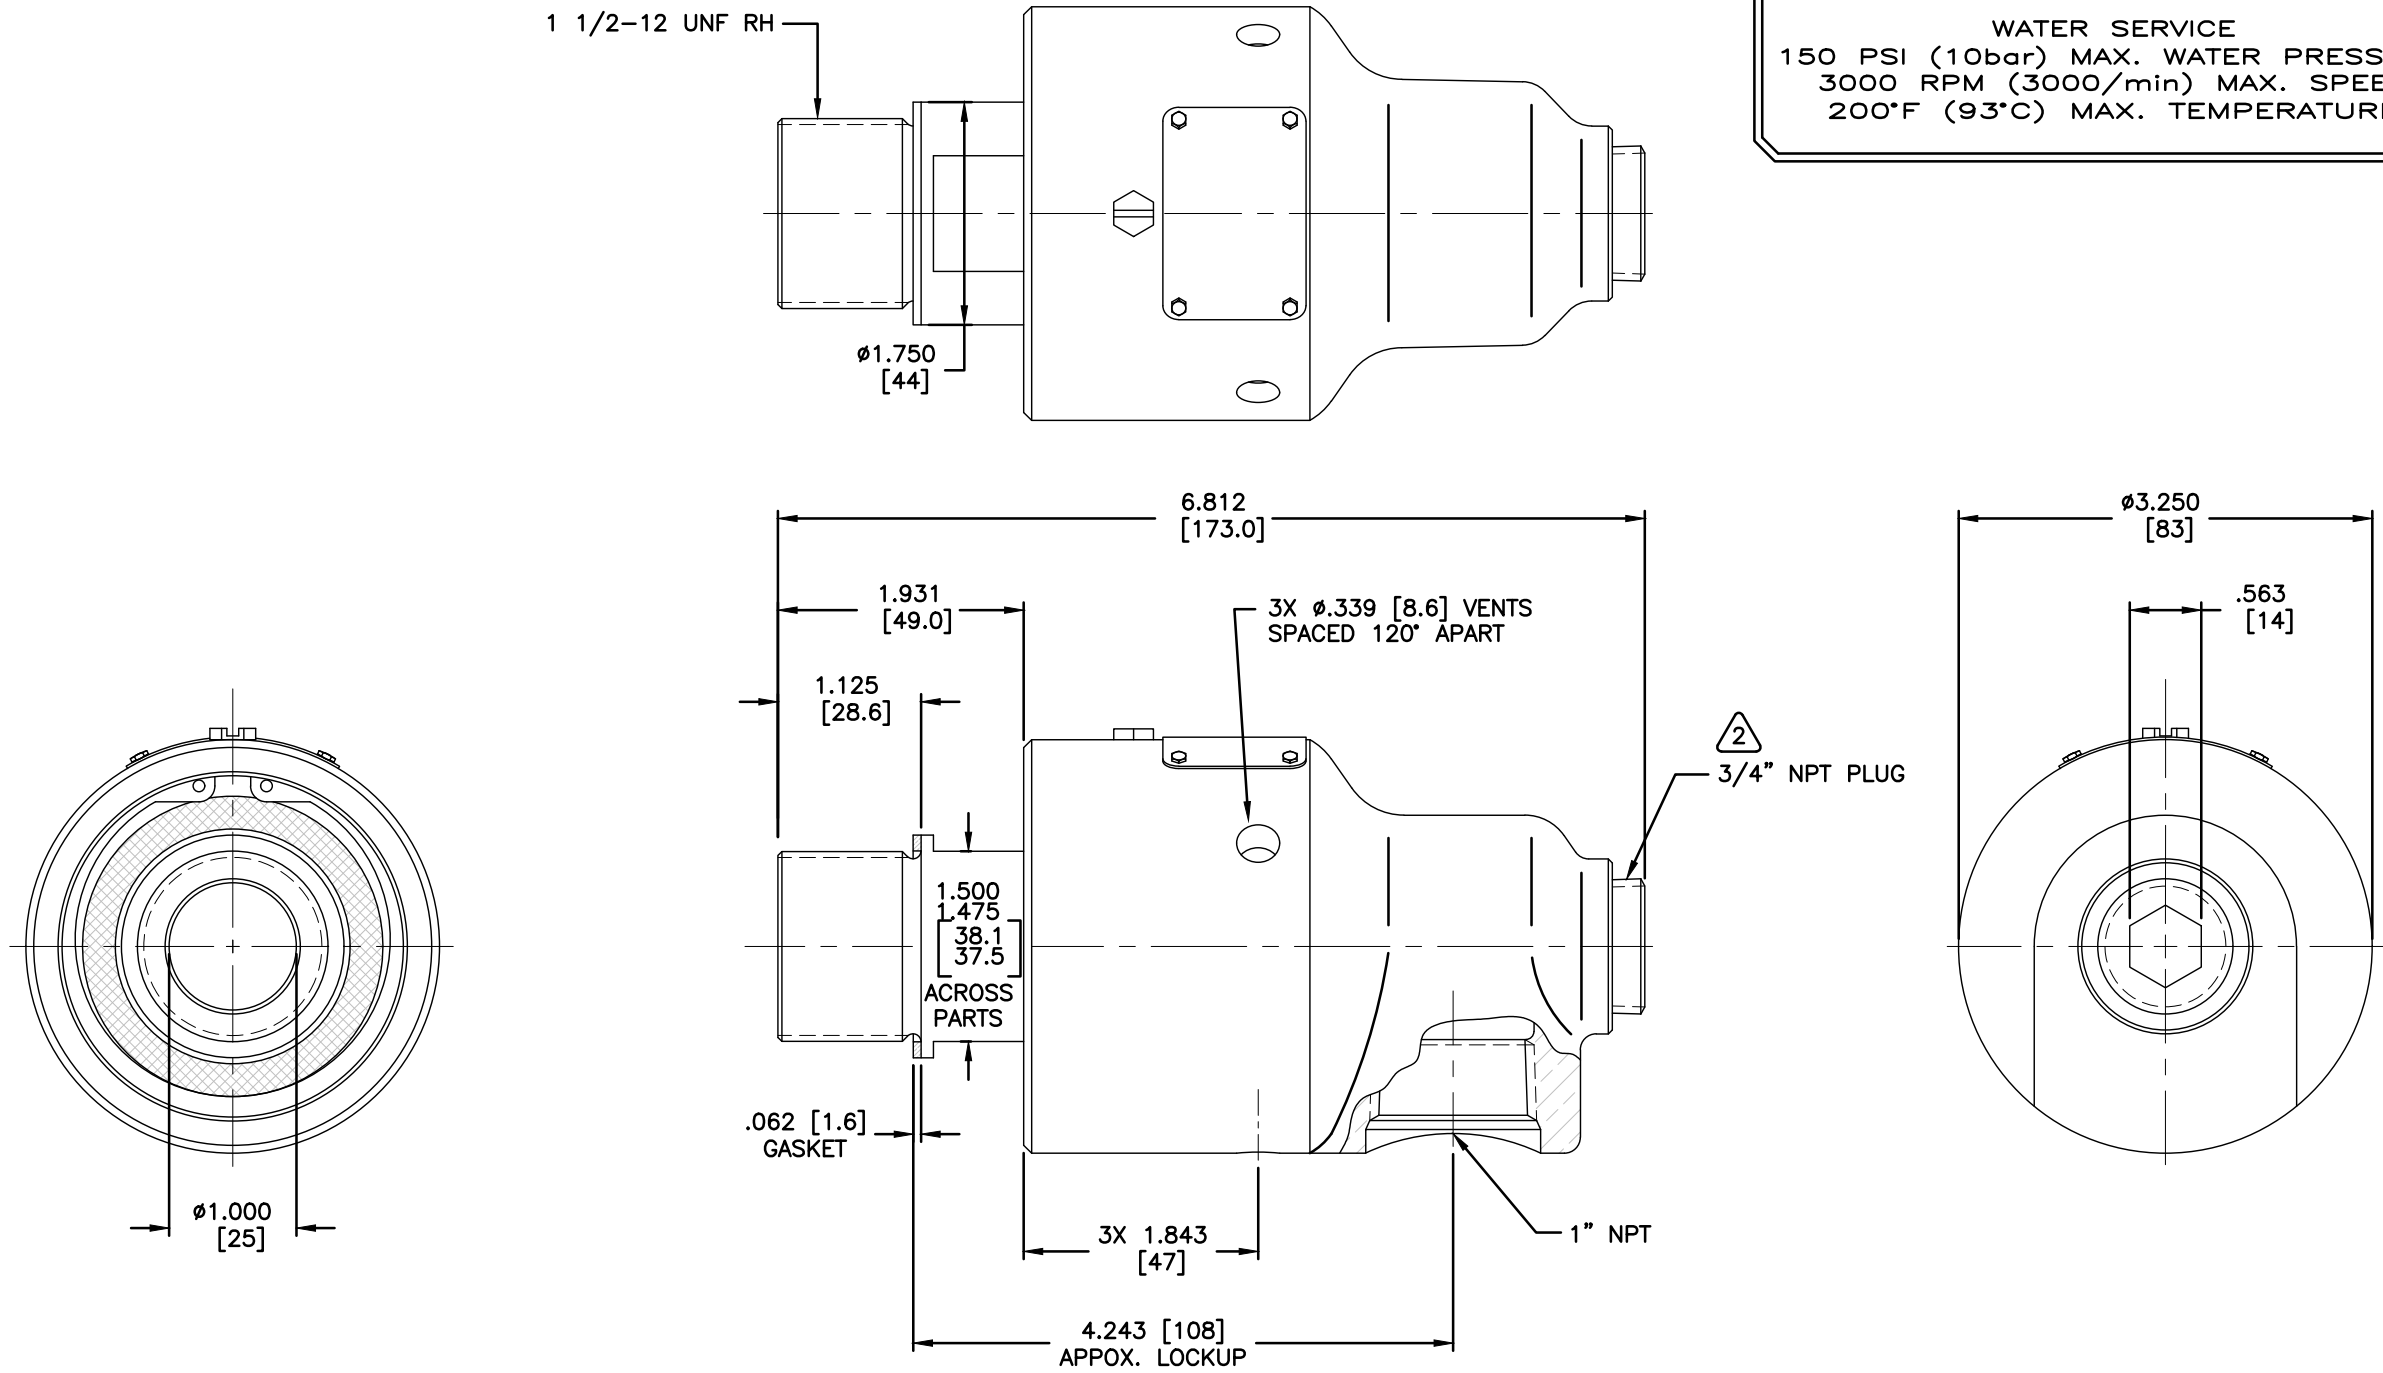 1 1/2-12 UNF RH
WATER SERVICE
150 PSI (10bar) MAX. WATER
3000 RPM (3000/min) MAX.
200°F (93°C) MAX.
ø1.750
[44]
6.812
[173.0]
ø3.250
[83]
1.931
[49.0]
3X ø.339 [8.6] VENTS
SPACED 120° APART
.563
[14]
1.125
[28.6]
2
3/4" NPT PLUG
1.500
1.475
[38.1
37.5]
ACROSS
PARTS
.062 [1.6]
GASKET
ø1.000
[25]
3X 1.843
[47]
1" NPT
4.243 [108]
APPOX. LOCKUP